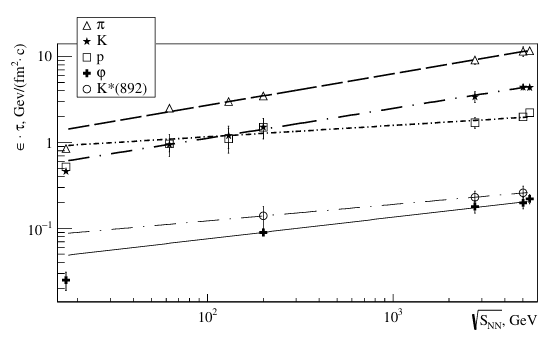 π
K
p
φ
K*(892)
∈ · τ, GeV/(fm²· c)
10
1
10⁻¹
10²
10³
√S_NN, GeV